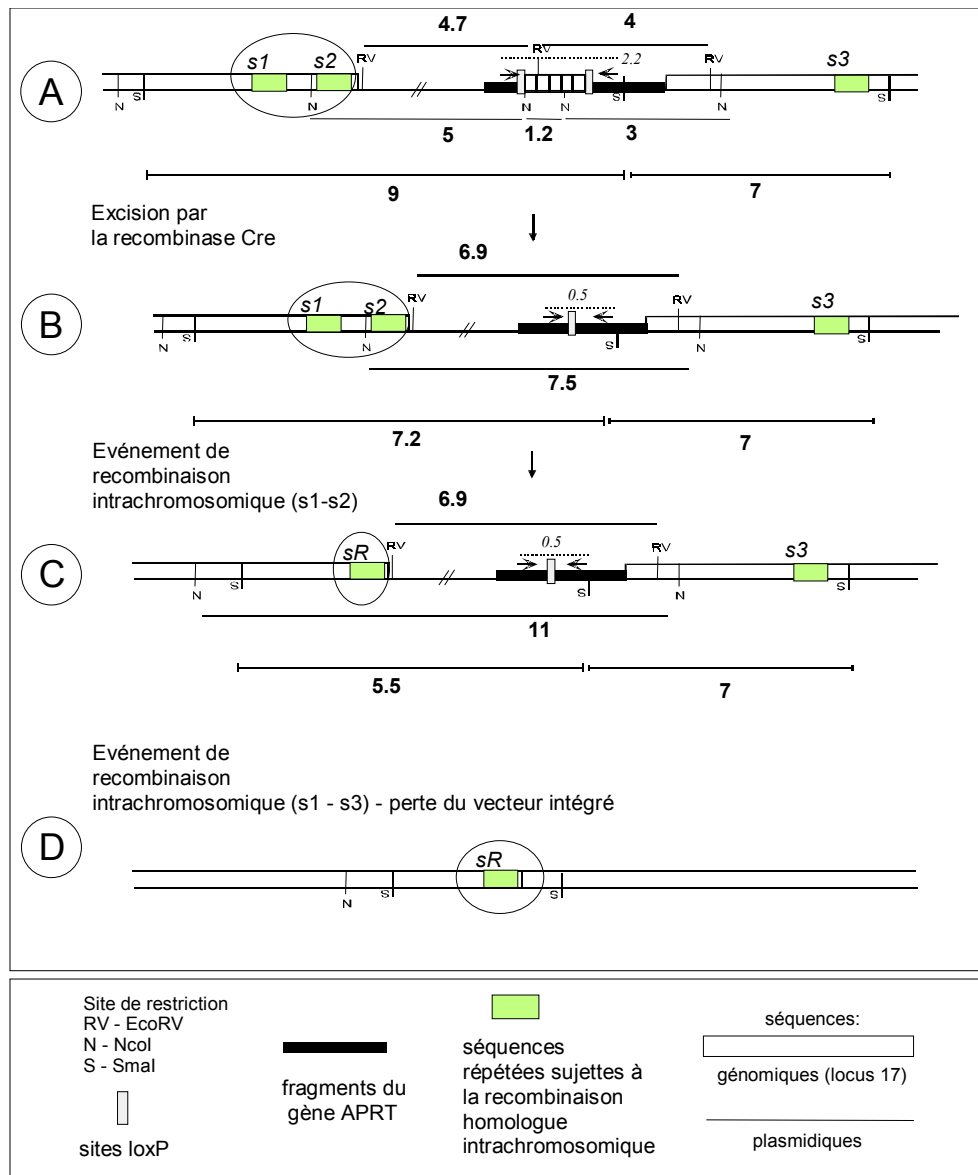 4.7 4
s1 s2 RV RV 2.2 RV s3
A
N S N N N S N S
5 1.2 3
9 7
Excision par
la recombinase Cre
6.9
s1 s2 RV 0.5 RV s3
B
N S N S N S
7.5
7.2 7
Evénement de
recombinaison
intrachromosomique (s1-s2)
6.9
sR RV 0.5 RV s3
C
N S S N S
11
5.5 7
Evénement de
recombinaison
intrachromosomique (s1 - s3) - perte du vecteur intégré
D
sR
N S S
Site de restriction
RV - EcoRV
N - NcoI
S - SmaI
sites loxP
fragments du
gène APRT
séquences
répétées sujettes à
la recombinaison
homologue
intrachromosomique
séquences:
génomiques (locus 17)
plasmidiques